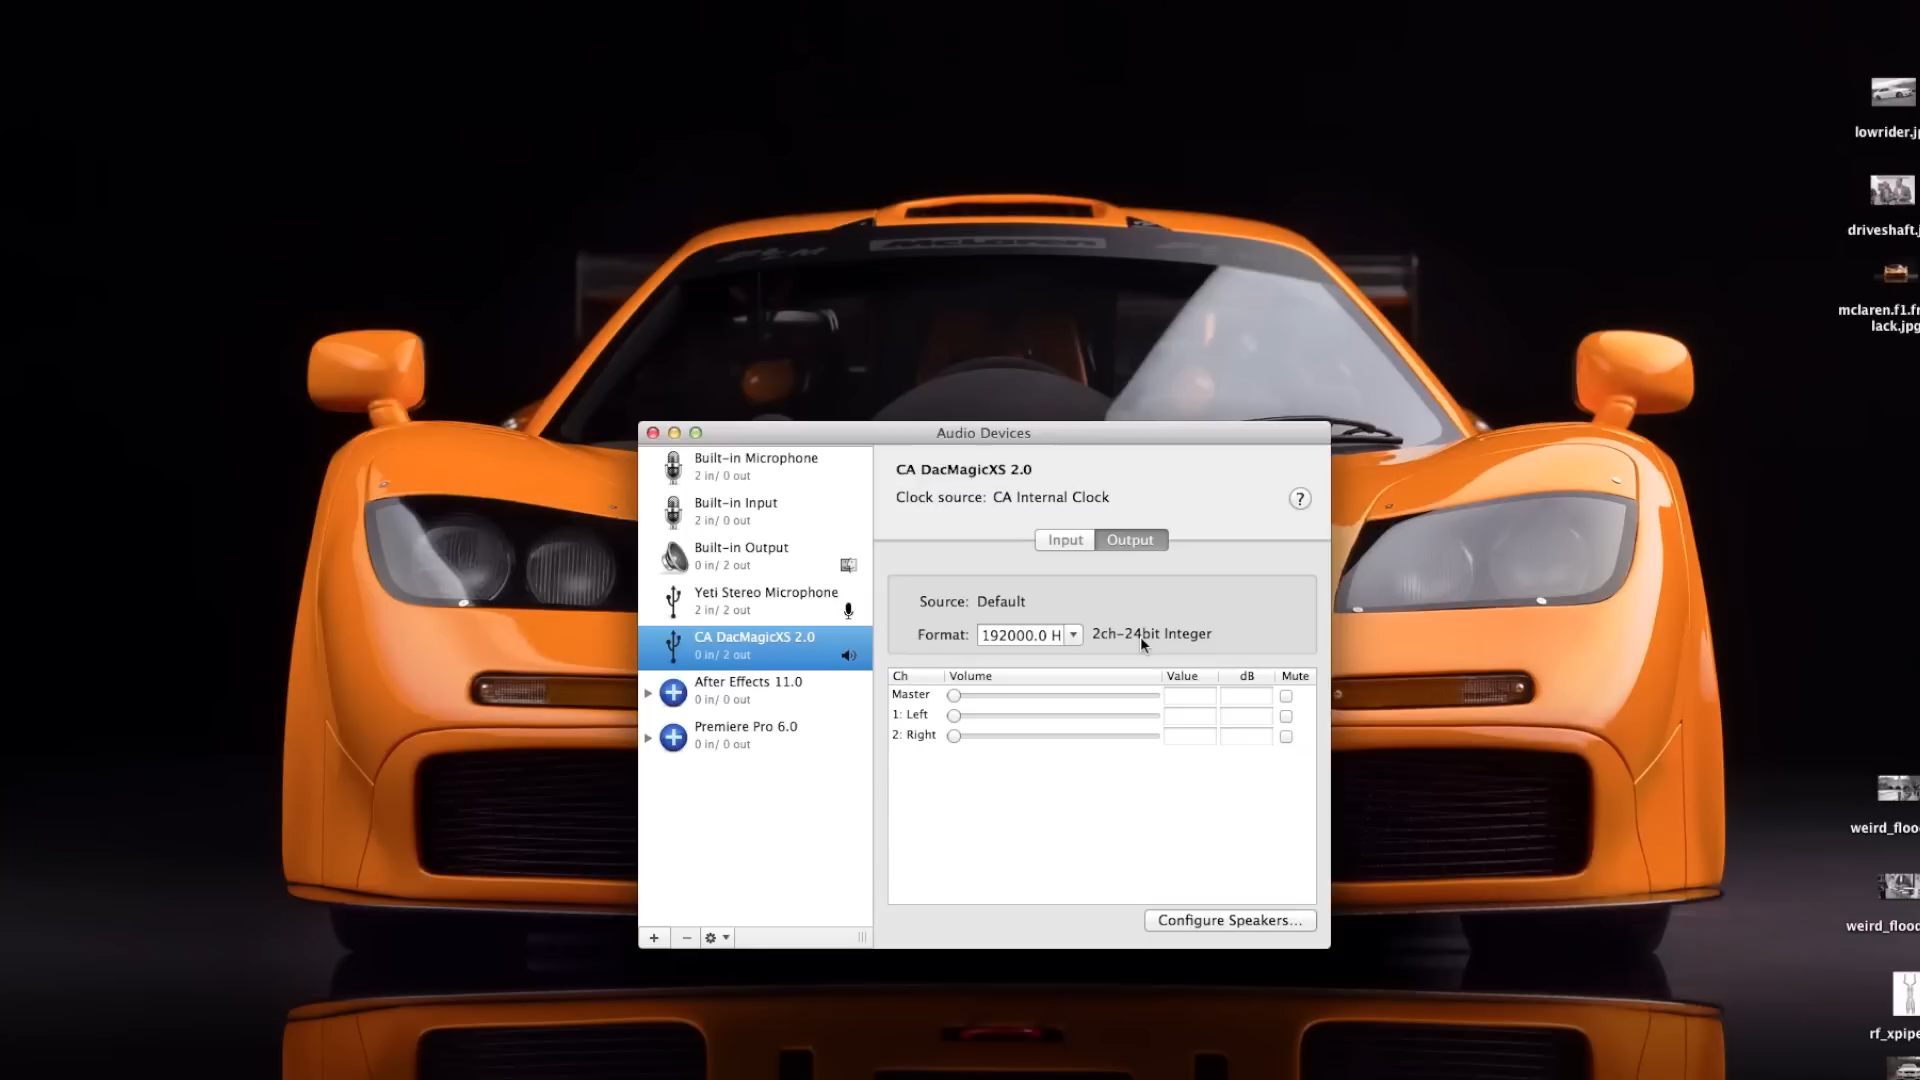 McLaren
lowrider.j
driveshaft.j
mclaren.f1.fr
lack.jpg
Audio Devices
Built-in Microphone
2 in/ 0 out
Built-in Input
2 in/ 0 out
Built-in Output
0 in/ 2 out
Yeti Stereo Microphone
2 in/ 2 out
CA DacMagicXS 2.0
0 in/ 2 out
After Effects 11.0
0 in/ 0 out
Premiere Pro 6.0
0 in/ 0 out
CA DacMagicXS 2.0
Clock source: CA Internal Clock
?
Input
Output
Source: Default
Format: 192000.0 H 2ch-24bit Integer
Ch Volume Value dB Mute
Master
1: Left
2: Right
Configure Speakers...
weird_floo
weird_flood
rf_xpipe